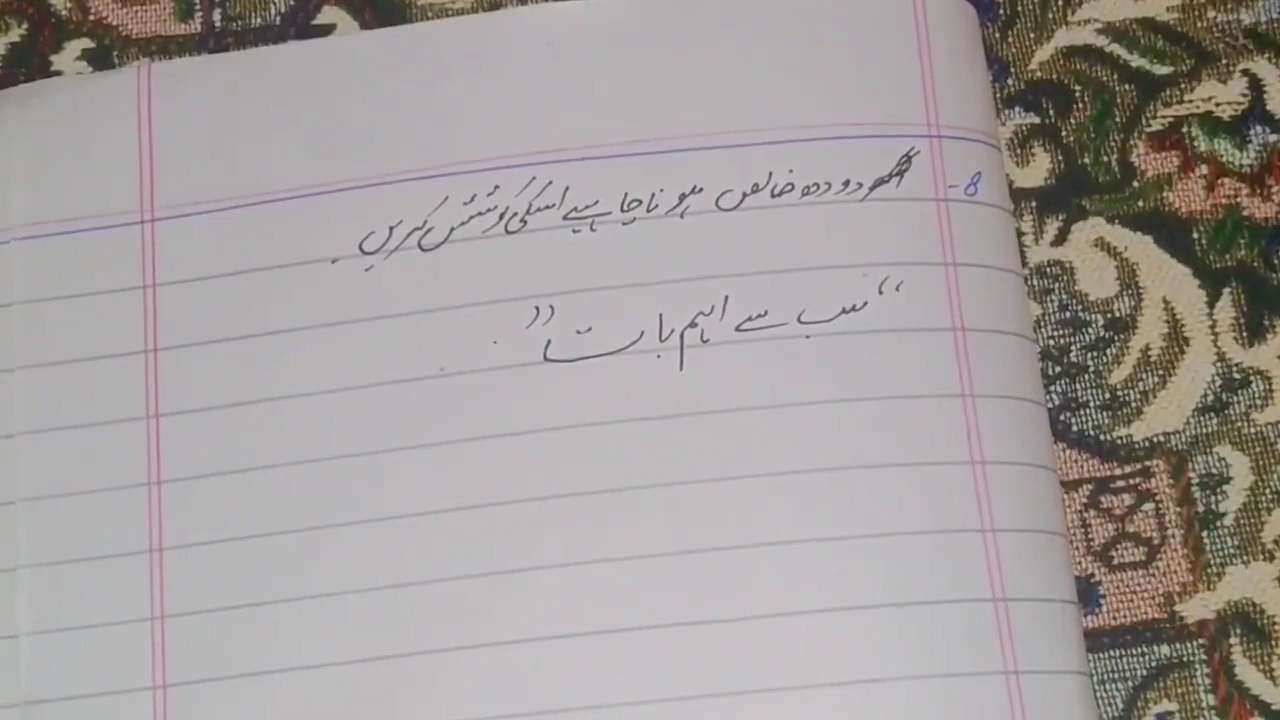 8- دودھ خالص ہونا چاہیے اسکی کوشش کریں.
“سب سے اہم بات”